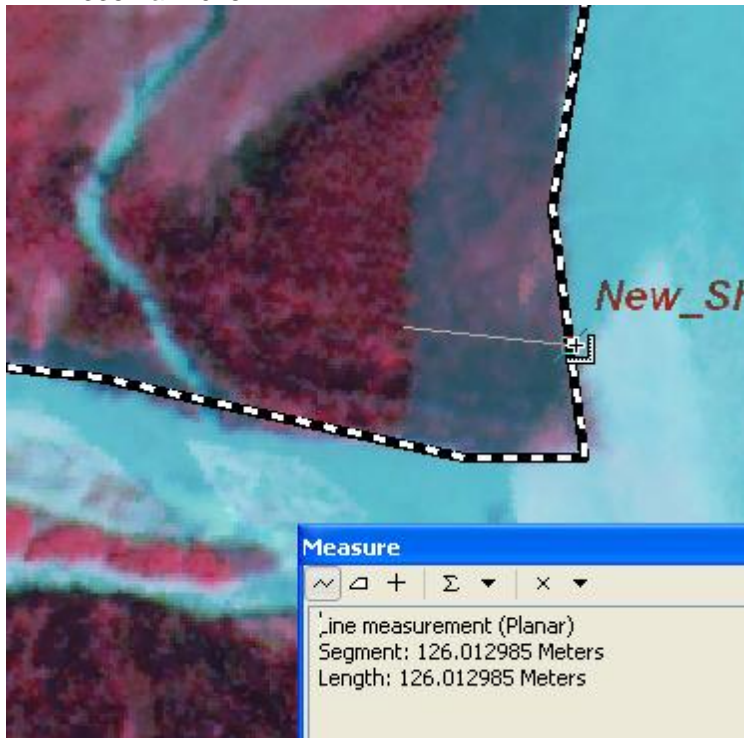 New_Sh
Measure
Line measurement (Planar)
Segment: 126.012985 Meters
Length: 126.012985 Meters